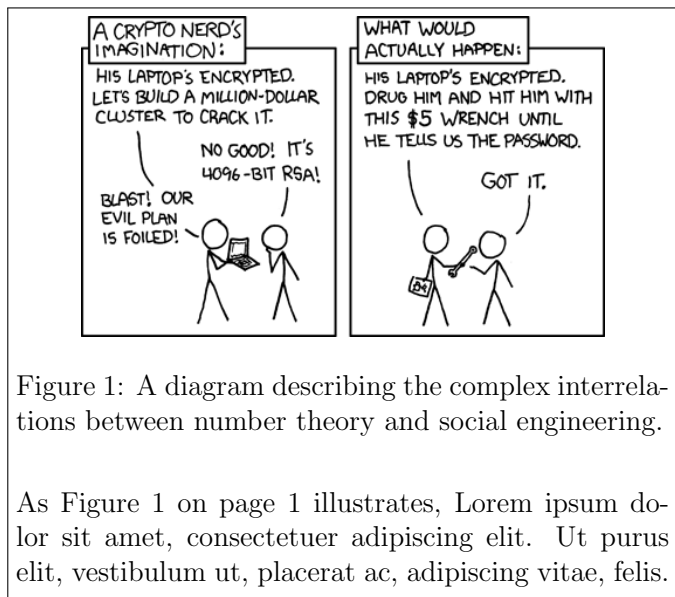 A CRYPTO NERD'S
IMAGINATION:
HIS LAPTOP'S ENCRYPTED.
LET'S BUILD A MILLION-DOLLAR
CLUSTER TO CRACK IT.
NO GOOD! IT'S
4096-BIT RSA!
BLAST! OUR
EVIL PLAN
IS FOILED!
WHAT WOULD
ACTUALLY HAPPEN:
HIS LAPTOP'S ENCRYPTED.
DRUG HIM AND HIT HIM WITH
THIS $5 WRENCH UNTIL
HE TELLS US THE PASSWORD.
GOT IT.
Figure 1: A diagram describing the complex interrela-
tions between number theory and social engineering.
As Figure 1 on page 1 illustrates, Lorem ipsum do-
lor sit amet, consectetuer adipiscing elit. Ut purus
elit, vestibulum ut, placerat ac, adipiscing vitae, felis.